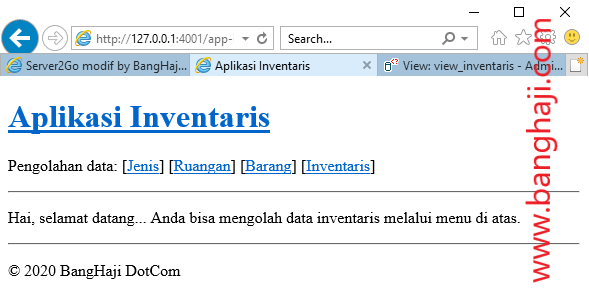 http://127.0.0.1:4001/app-
Search...
Server2Go modif by BangHaj...
Aplikasi Inventaris
View: view_inventaris - Admi...
Aplikasi Inventaris
Pengolahan data: [Jenis] [Ruangan] [Barang] [Inventaris]
Hai, selamat datang... Anda bisa mengolah data inventaris melalui menu di atas.
© 2020 BangHaji DotCom
www.banghaji.com